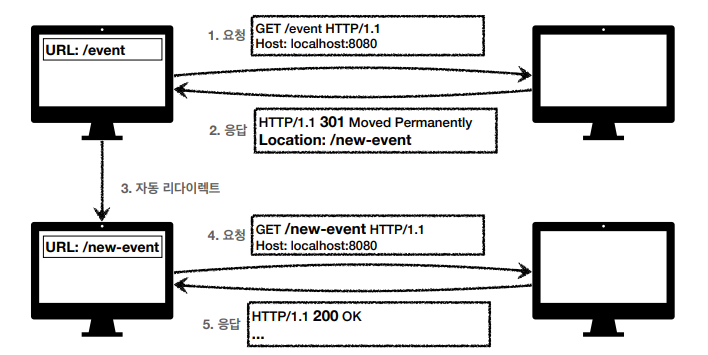 URL: /event
1. 요청
GET /event HTTP/1.1
Host: localhost:8080
2. 응답
HTTP/1.1 301 Moved Permanently
Location: /new-event
3. 자동 리다이렉트
URL: /new-event
4. 요청
GET /new-event HTTP/1.1
Host: localhost:8080
5. 응답
HTTP/1.1 200 OK
...